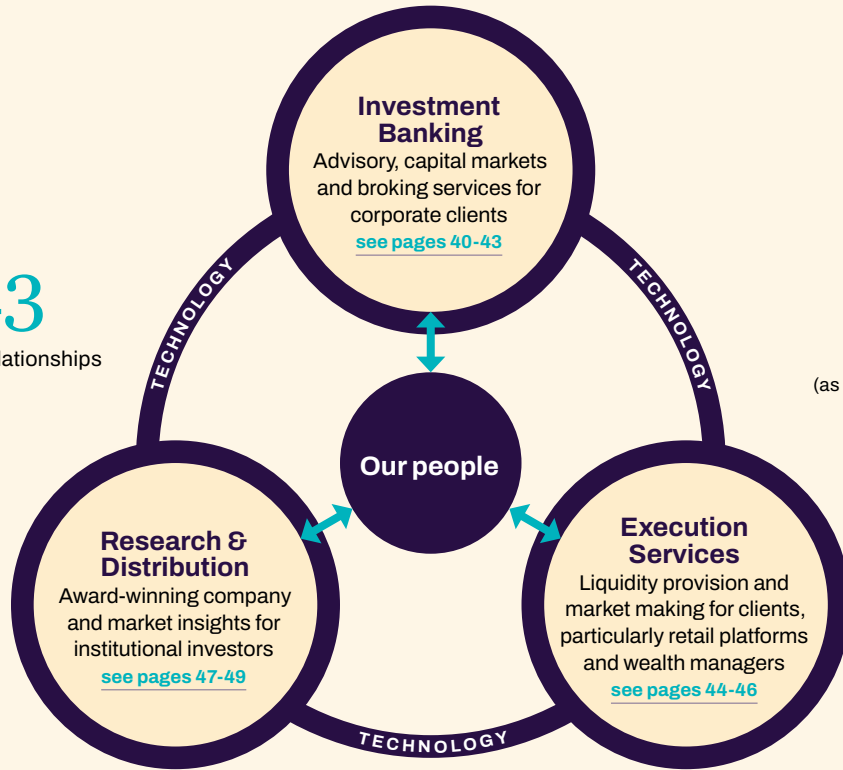 Investment
Banking
Advisory, capital markets
and broking services for
corporate clients
see pages 40-43
TECHNOLOGY
TECHNOLOGY
3
(as
Our people
Research &
Distribution
Award-winning company
and market insights for
institutional investors
see pages 47-49
Execution
Services
Liquidity provision and
market making for clients,
particularly retail platforms
and wealth managers
see pages 44-46
TECHNOLOGY